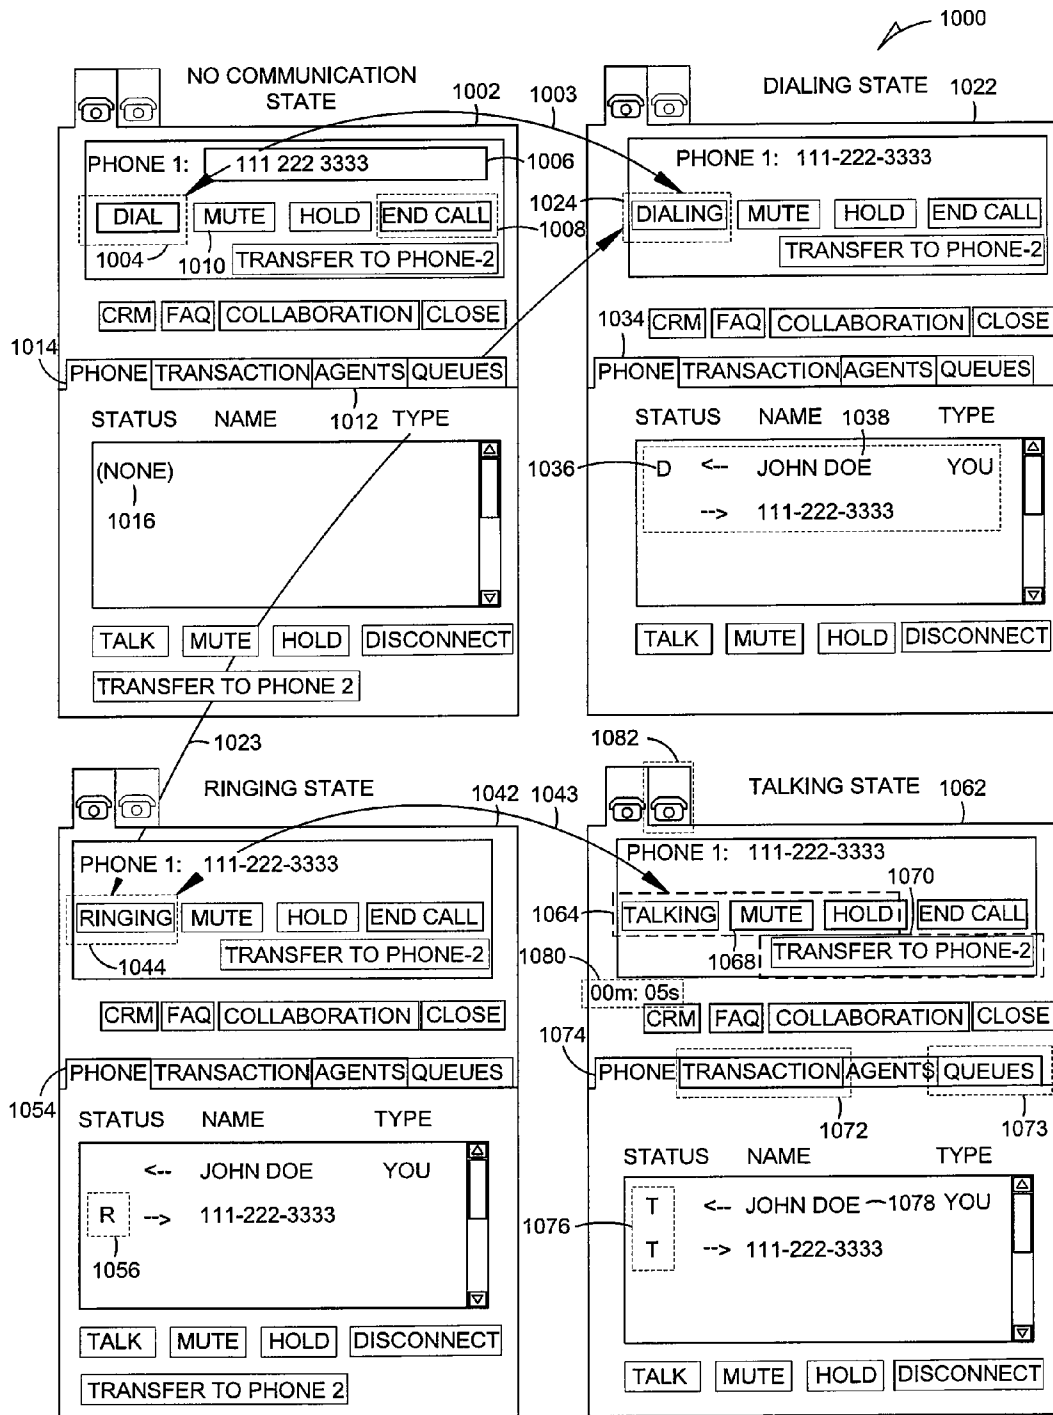 1000
NO COMMUNICATION
STATE
1002
1003
PHONE 1: 111 222 3333
1006
DIAL MUTE HOLD END CALL
1004
1010
1008
TRANSFER TO PHONE-2
CRM FAQ COLLABORATION CLOSE
1014
PHONE TRANSACTION AGENTS QUEUES
1012
STATUS NAME TYPE
(NONE)
1016
TALK MUTE HOLD DISCONNECT
TRANSFER TO PHONE 2
1023
DIALING STATE
1022
PHONE 1: 111-222-3333
1024
DIALING MUTE HOLD END CALL
TRANSFER TO PHONE-2
1034
CRM FAQ COLLABORATION CLOSE
PHONE TRANSACTION AGENTS QUEUES
STATUS NAME TYPE
1038
1036
D <-- JOHN DOE YOU
--> 111-222-3333
TALK MUTE HOLD DISCONNECT
RINGING STATE
1042
1043
PHONE 1: 111-222-3333
RINGING MUTE HOLD END CALL
1044
TRANSFER TO PHONE-2
CRM FAQ COLLABORATION CLOSE
1054
PHONE TRANSACTION AGENTS QUEUES
STATUS NAME TYPE
<-- JOHN DOE YOU
R --> 111-222-3333
1056
TALK MUTE HOLD DISCONNECT
TRANSFER TO PHONE 2
1082
TALKING STATE
1062
PHONE 1: 111-222-3333
1070
1064
TALKING MUTE HOLD END CALL
1068
TRANSFER TO PHONE-2
1080
00m: 05s
CRM FAQ COLLABORATION CLOSE
1074
PHONE TRANSACTION AGENTS QUEUES
1072
1073
STATUS NAME TYPE
1076
T <-- JOHN DOE 1078 YOU
T --> 111-222-3333
TALK MUTE HOLD DISCONNECT